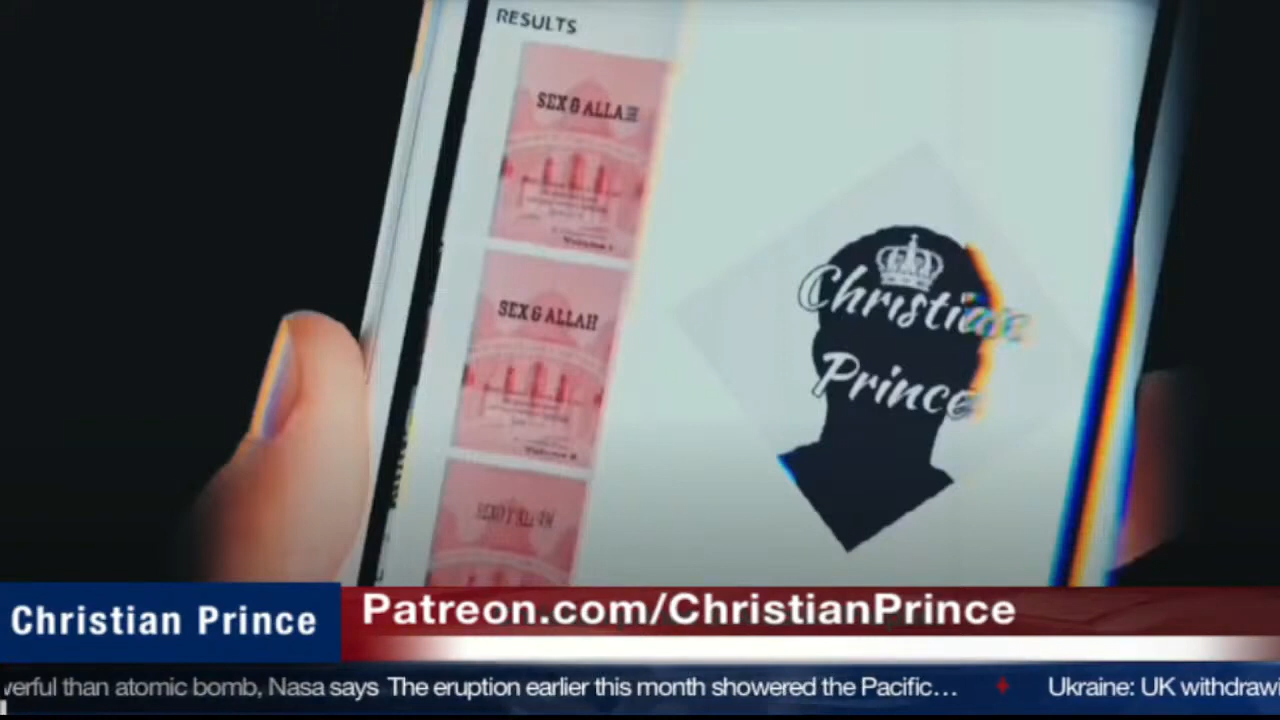 RESULTS
SEX & ALLAH
SEX & ALLAH
Christian
Prince
Christian Prince
Patreon.com/ChristianPrince
verful than atomic bomb, Nasa says The eruption earlier this month showered the Pacific...
Ukraine: UK withdrawi